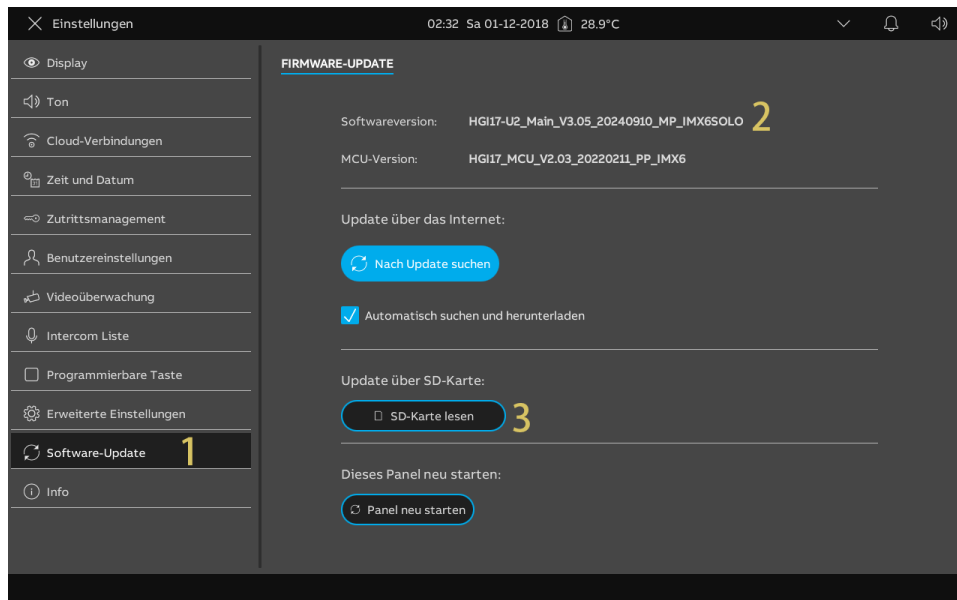 Einstellungen
02:32 Sa 01-12-2018 28.9°C
Display
Ton
Cloud-Verbindungen
Zeit und Datum
Zutrittsmanagement
Benutzereinstellungen
Videoüberwachung
Intercom Liste
Programmierbare Taste
Erweiterte Einstellungen
Software-Update 1
Info
FIRMWARE-UPDATE
Softwareversion: HGI17-U2_Main_V3.05_20240910_MP_IMX6SOLO 2
MCU-Version: HGI17_MCU_V2.03_20220211_PP_IMX6
Update über das Internet:
Nach Update suchen
Automatisch suchen und herunterladen
Update über SD-Karte:
SD-Karte lesen 3
Dieses Panel neu starten:
Panel neu starten